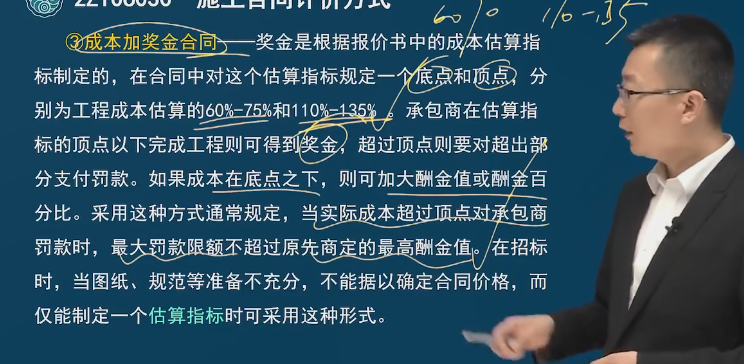 施工合同计价方式
60% 110-135
③成本加奖金合同——奖金是根据报价书中的成本估算指
标制定的，在合同中对这个估算指标规定一个底点和顶点，分
别为工程成本估算的60%-75%和110%-135%。承包商在估算指
标的顶点以下完成工程则可得到奖金，超过顶点则要对超出部
分支付罚款。如果成本在底点之下，则可加大酬金值或酬金百
分比。采用这种方式通常规定，当实际成本超过顶点对承包商
罚款时，最大罚款限额不超过原先商定的最高酬金值。在招标
时，当图纸、规范等准备不充分，不能据以确定合同价格，而
仅能制定一个估算指标时可采用这种形式。